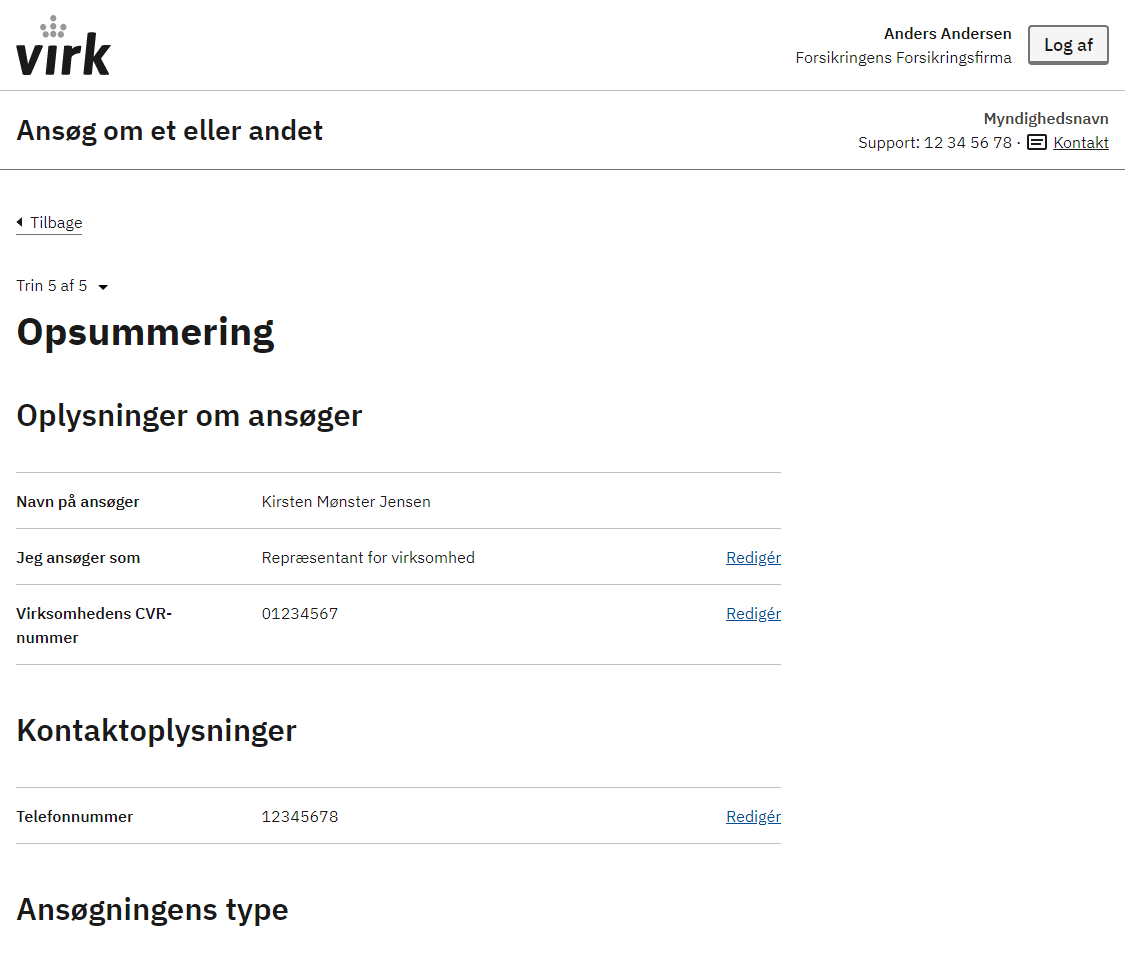 virk
Anders Andersen
Forsikringens Forsikringsfirma
Log af
Ansøg om et eller andet
Myndighedsnavn
Support: 12 34 56 78 · Kontakt
Tilbage
Trin 5 af 5
Opsummering
Oplysninger om ansøger
Navn på ansøger Kirsten Mønster Jensen
Jeg ansøger som Repræsentant for virksomhed Redigér
Virksomhedens CVR- 01234567 Redigér
nummer
Kontaktoplysninger
Telefonnummer 12345678 Redigér
Ansøgningens type